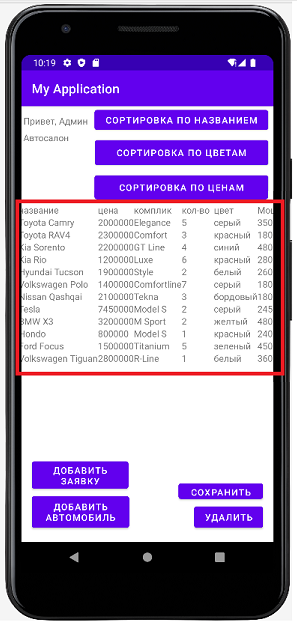 10:19
My Application
Привет, Админ
СОРТИРОВКА ПО НАЗВАНИЕМ
Автосалон
СОРТИРОВКА ПО ЦВЕТАМ
СОРТИРОВКА ПО ЦЕНАМ
название цена комплик кол-во цвет Мощ
Toyota Camry 2000000 Elegance 5 серый 350
Toyota RAV4 2300000 Comfort 3 красный 180
Kia Sorento 2200000 GT Line 4 синий 480
Kia Rio 1200000 Luxe 6 красный 280
Hyundai Tucson 1900000 Style 2 белый 260
Volkswagen Polo 1400000 Comfortline 7 серый 180
Nissan Qashqai 2100000 Tekna 3 бордовый 180
Tesla 7450000 Model S 2 серый 245
BMW X3 3200000 M Sport 2 желтый 480
Hondo 800000 Model S 1 красный 240
Ford Focus 1500000 Titanium 5 зеленый 450
Volkswagen Tiguan 2800000 R-Line 1 белый 360
ДОБАВИТЬ
ЗАЯВКУ
СОХРАНИТЬ
ДОБАВИТЬ
АВТОМОБИЛЬ
УДАЛИТЬ